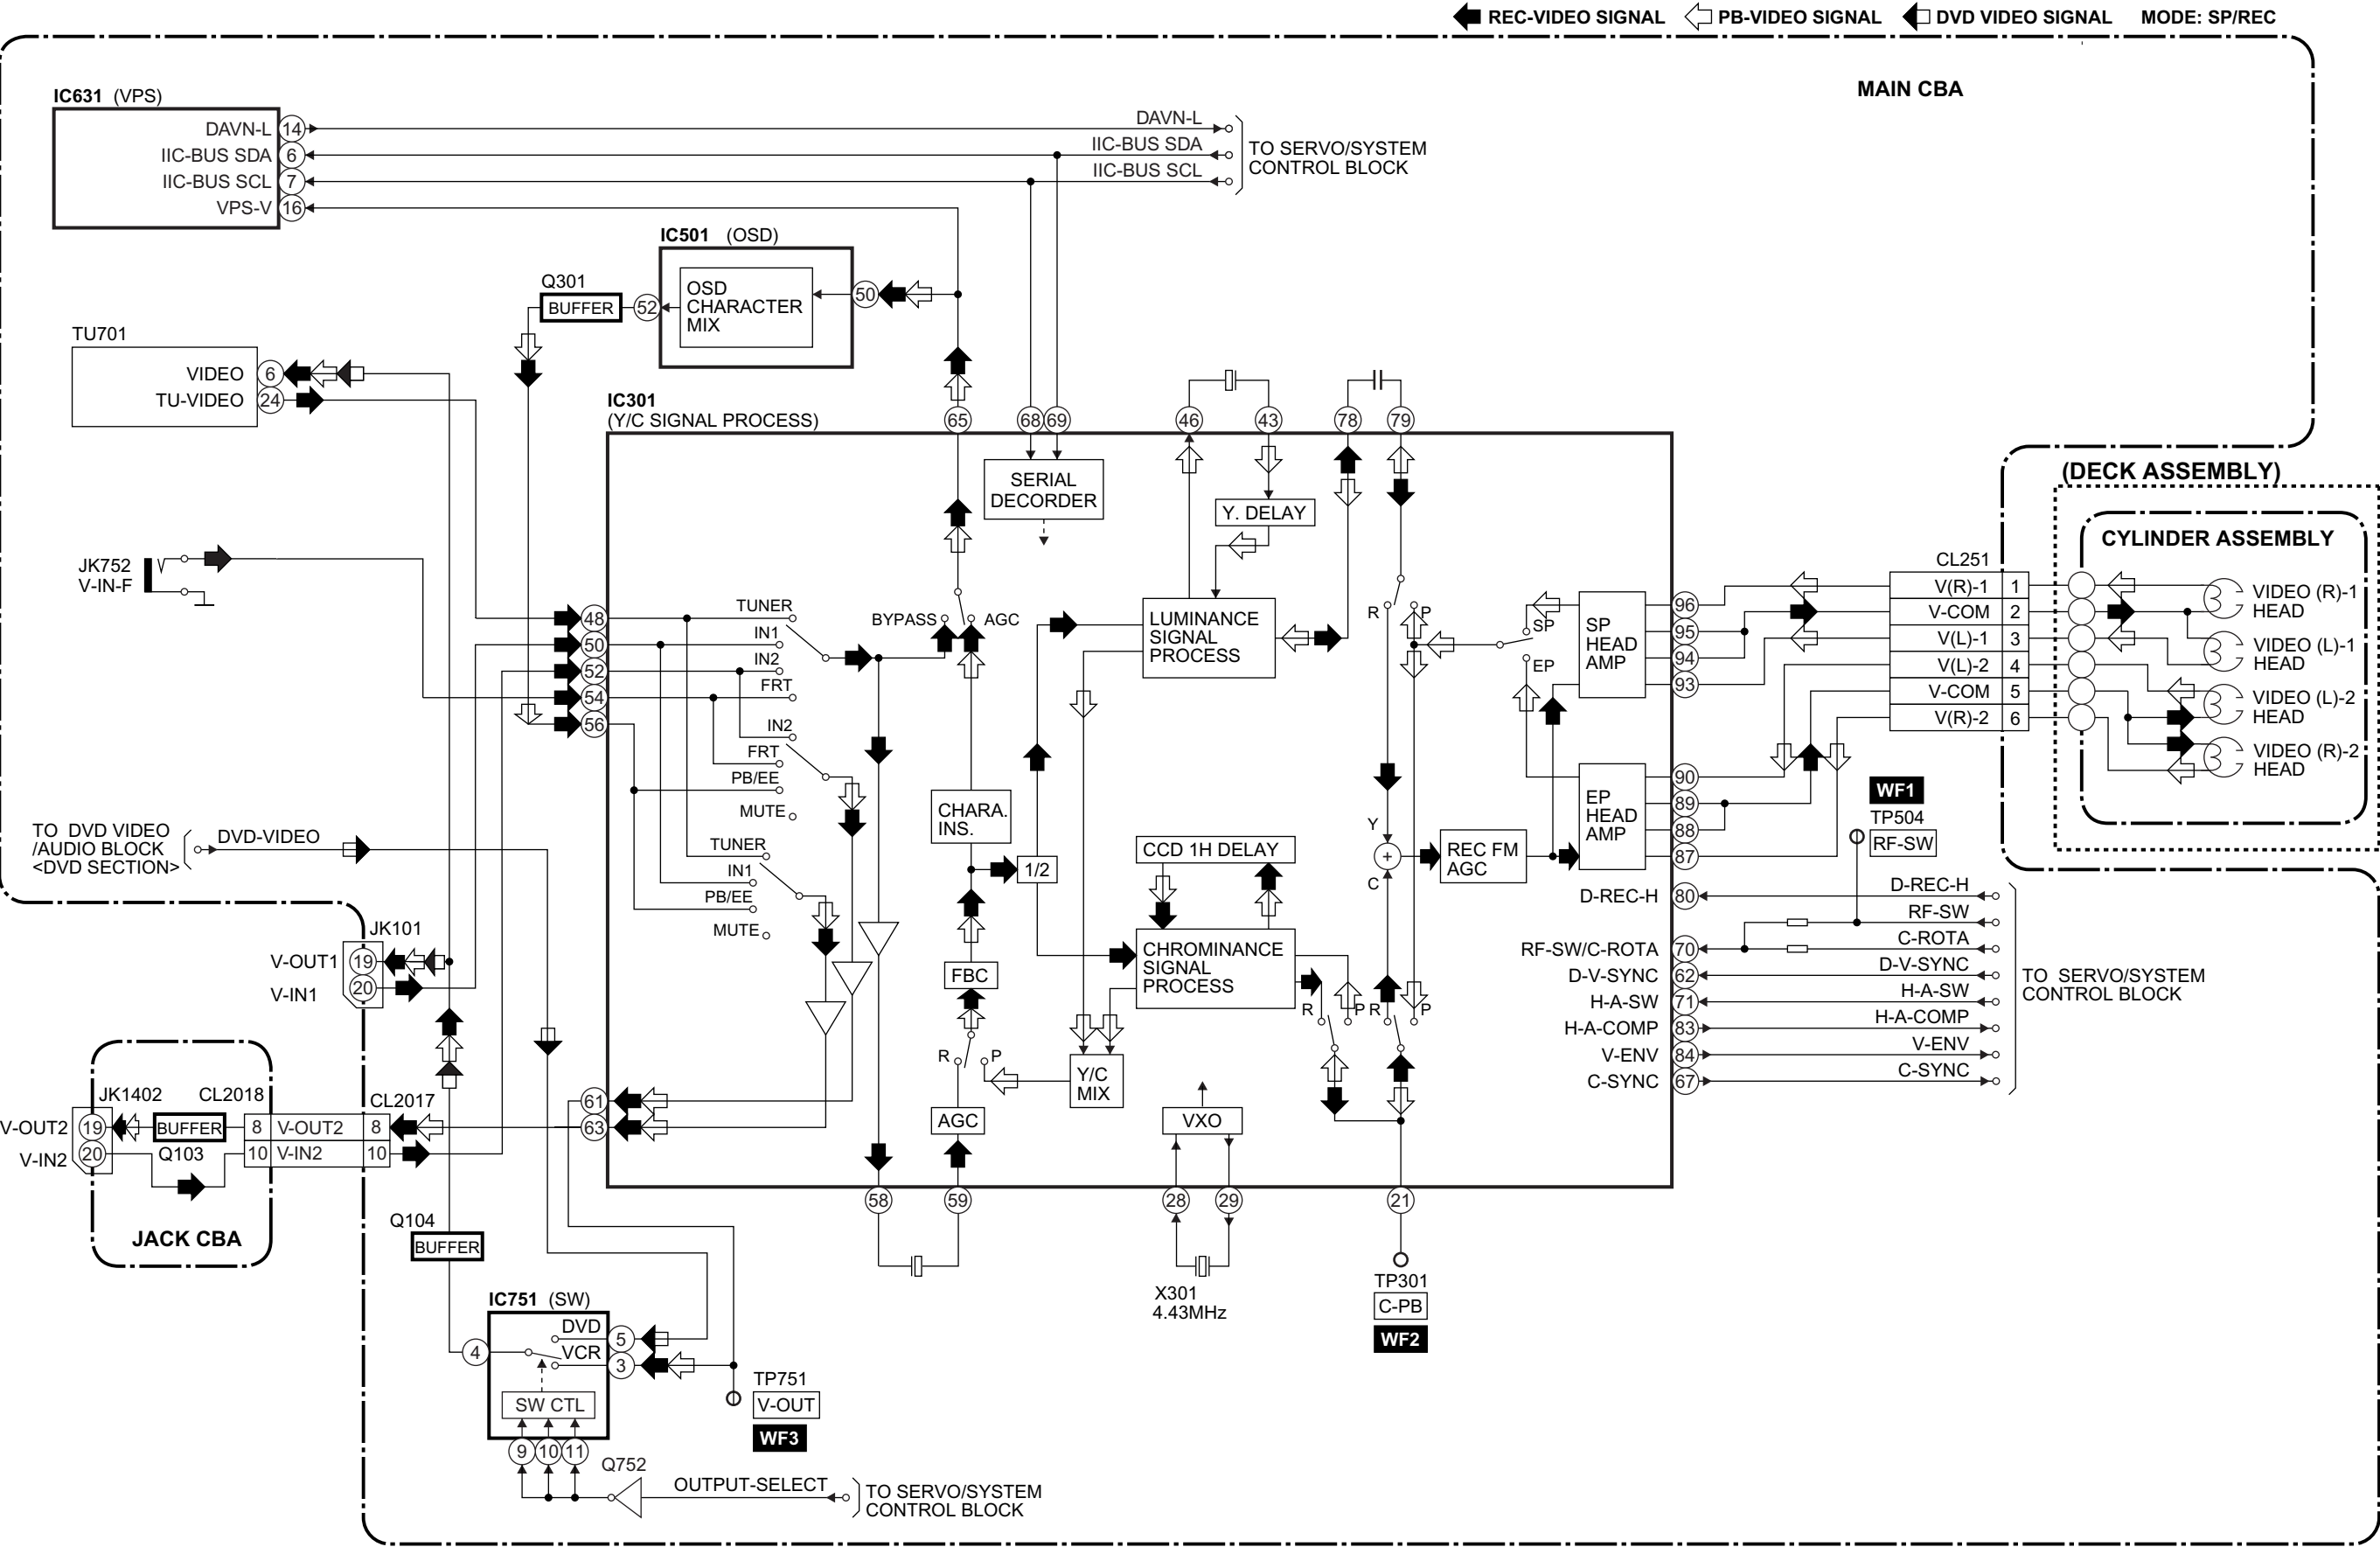 REC-VIDEO SIGNAL PB-VIDEO SIGNAL DVD VIDEO SIGNAL MODE: SP/REC
MAIN CBA
IC631 (VPS)
DAVN-L 14
IIC-BUS SDA 6
IIC-BUS SCL 7
VPS-V 16
DAVN-L
IIC-BUS SDA
IIC-BUS SCL
TO SERVO/SYSTEM
CONTROL BLOCK
IC501 (OSD)
OSD
CHARACTER
MIX
50
52
Q301
BUFFER
TU701
VIDEO 6
TU-VIDEO 24
IC301
(Y/C SIGNAL PROCESS)
65
68
69
46
43
78
79
SERIAL
DECORDER
Y. DELAY
JK752
V-IN-F
48
50
52
54
56
TUNER
IN1
IN2
FRT
IN2
FRT
PB/EE
MUTE
TUNER
IN1
PB/EE
MUTE
BYPASS
AGC
LUMINANCE
SIGNAL
PROCESS
CHARA.
INS.
1/2
CCD 1H DELAY
CHROMINANCE
SIGNAL
PROCESS
FBC
R
P
Y/C
MIX
AGC
VXO
R
P
Y
+
C
REC FM
AGC
R
P
R
P
SP
EP
SP
HEAD
AMP
EP
HEAD
AMP
96
95
94
93
90
89
88
87
(DECK ASSEMBLY)
CYLINDER ASSEMBLY
CL251
V(R)-1 1
V-COM 2
V(L)-1 3
V(L)-2 4
V-COM 5
V(R)-2 6
VIDEO (R)-1
HEAD
VIDEO (L)-1
HEAD
VIDEO (L)-2
HEAD
VIDEO (R)-2
HEAD
WF1
TP504
RF-SW
D-REC-H 80 D-REC-H
RF-SW
RF-SW/C-ROTA 70 C-ROTA
D-V-SYNC 62 D-V-SYNC
H-A-SW 71 H-A-SW
H-A-COMP 83 H-A-COMP
V-ENV 84 V-ENV
C-SYNC 67 C-SYNC
TO SERVO/SYSTEM
CONTROL BLOCK
TO DVD VIDEO
/AUDIO BLOCK
<DVD SECTION>
DVD-VIDEO
JK101
V-OUT1 19
V-IN1 20
JK1402
CL2018
CL2017
V-OUT2 19
BUFFER
8 V-OUT2 8
V-IN2 20
Q103
10 V-IN2 10
JACK CBA
61
63
58
59
28
29
21
X301
4.43MHz
TP301
C-PB
WF2
Q104
BUFFER
IC751 (SW)
DVD 5
4
VCR 3
SW CTL
9
10
11
TP751
V-OUT
WF3
Q752
OUTPUT-SELECT
TO SERVO/SYSTEM
CONTROL BLOCK